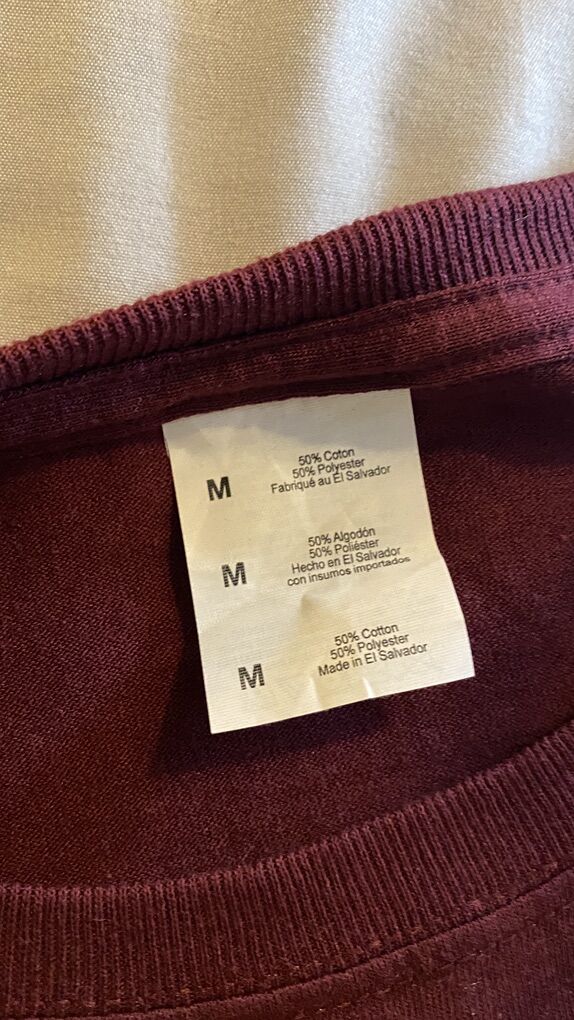 M
50% Coton
50% Polyester
Fabriqué au El Salvador
M
50% Algodón
50% Poliéster
Hecho en El Salvador
con insumos importados
M
50% Cotton
50% Polyester
Made in El Salvador